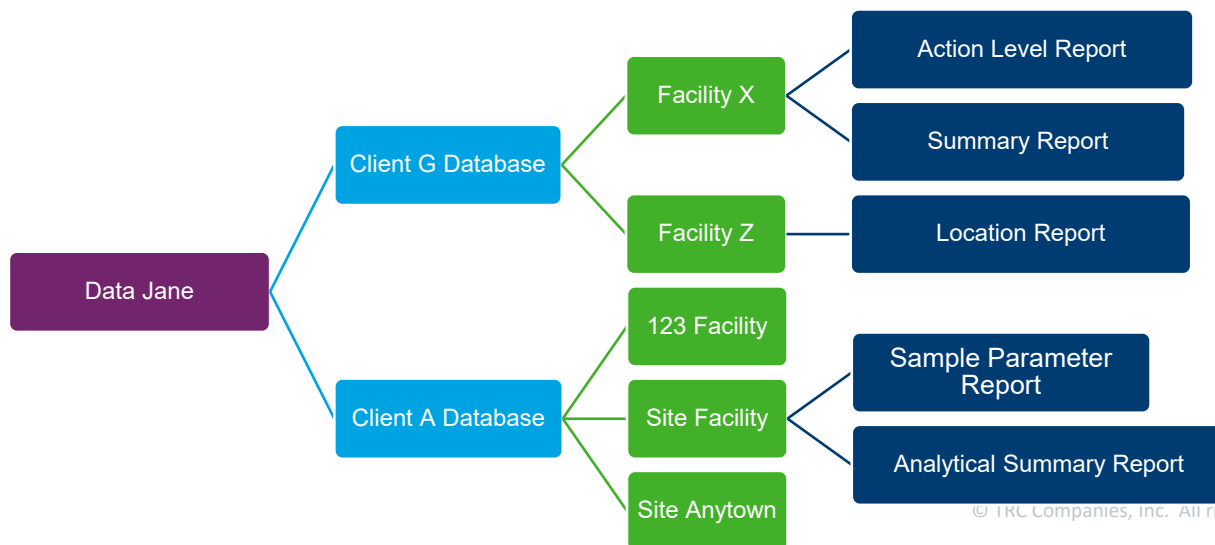 Data Jane
Client G Database
Client A Database
Facility X
Facility Z
123 Facility
Site Facility
Site Anytown
Action Level Report
Summary Report
Location Report
Sample Parameter
Report
Analytical Summary Report
© TRC Companies, Inc. All